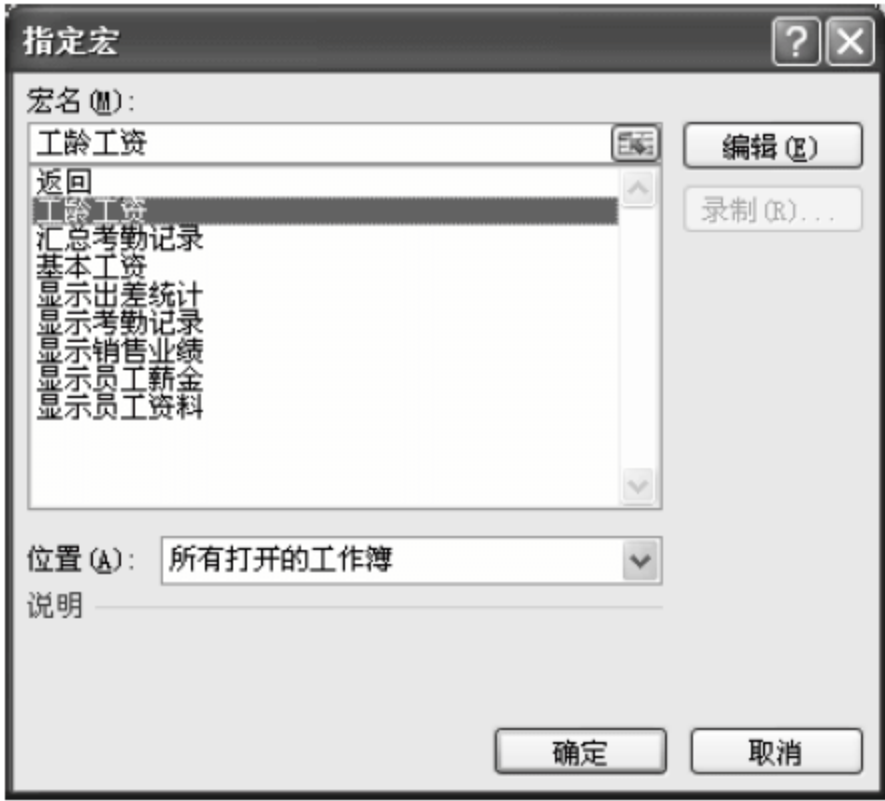 指定宏
宏名(M):
工龄工资
编辑(E)
返回
工龄工资
录制(R)...
汇总考勤记录
基本工资
显示出差统计
显示考勤记录
显示销售业绩
显示员工薪金
显示员工资料
位置(A): 所有打开的工作簿
说明
确定 取消